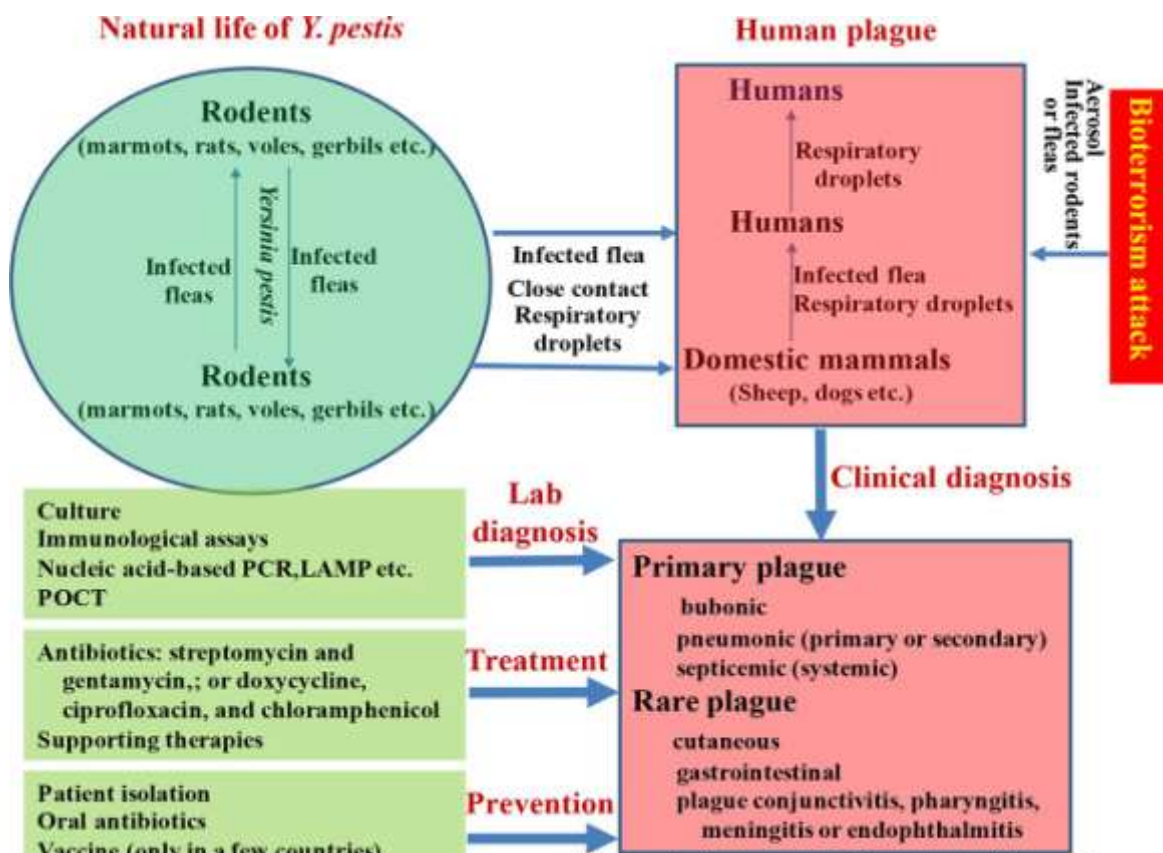 Natural life of Y. pestis
Rodents
(marmots, rats, voles, gerbils etc.)
Infected
fleas
Yersinia pestis
Infected
fleas
Rodents
(marmots, rats, voles, gerbils etc.)
Infected flea
Close contact
Respiratory
droplets
Human plague
Humans
Respiratory
droplets
Humans
Infected flea
Respiratory droplets
Domestic mammals
(Sheep, dogs etc.)
Aerosol
Infected rodents
or fleas
Bioterrorism attack
Clinical diagnosis
Culture
Immunological assays
Nucleic acid-based PCR,LAMP etc.
POCT
Lab
diagnosis
Antibiotics: streptomycin and
gentamycin,; or doxycycline,
ciprofloxacin, and chloramphenicol
Supporting therapies
Treatment
Patient isolation
Oral antibiotics
Vaccine (only in a few countries)
Prevention
Primary plague
bubonic
pneumonic (primary or secondary)
septicemic (systemic)
Rare plague
cutaneous
gastrointestinal
plague conjunctivitis, pharyngitis,
meningitis or endophthalmitis